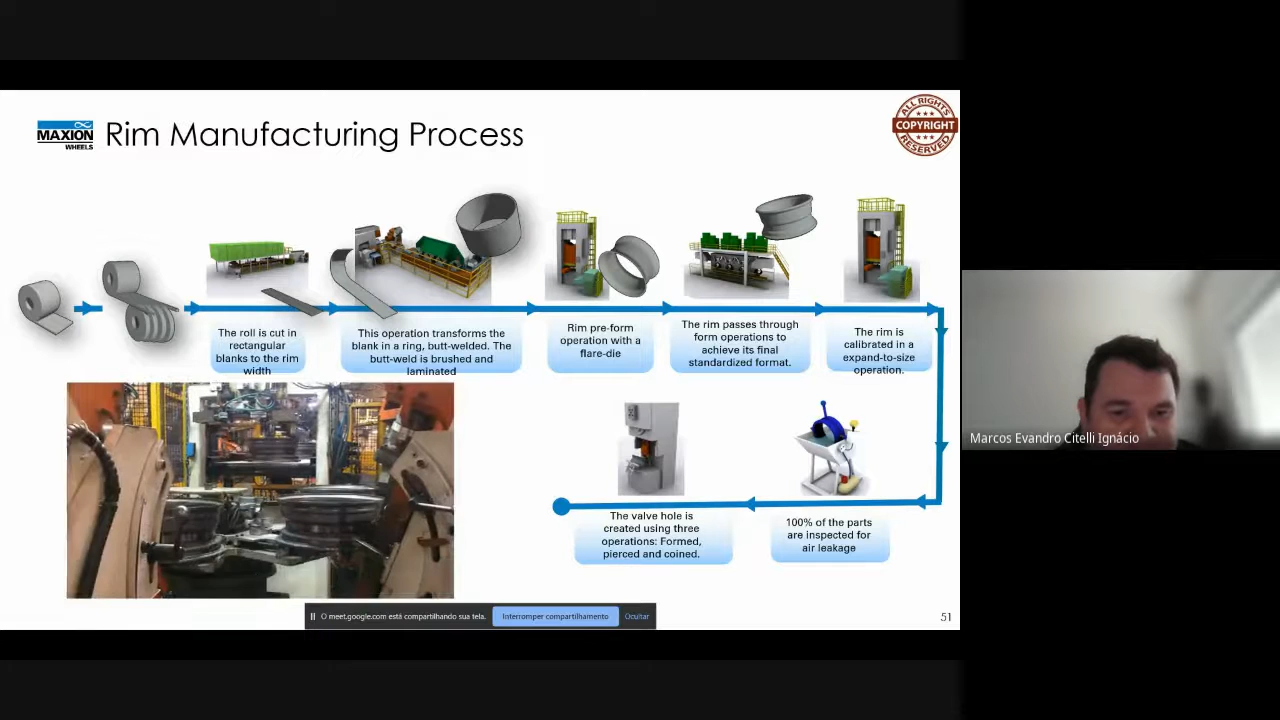 MAXION
WHEELS
Rim Manufacturing Process
ALL RIGHTS
COPYRIGHT
RESERVED
The roll is cut in
rectangular
blanks to the rim
width
This operation transforms the
blank in a ring, butt-welded. The
butt-weld is brushed and
laminated
Rim pre-form
operation with a
flare-die
The rim passes through
form operations to
achieve its final
standardized format.
The rim is
calibrated in a
expand-to-size
operation.
The valve hole is
created using three
operations: Formed,
pierced and coined.
100% of the parts
are inspected for
air leakage
O meet.google.com está compartilhando sua tela.
Interromper compartilhamento
Ocultar
51
Marcos Evandro Citelli Ignácio